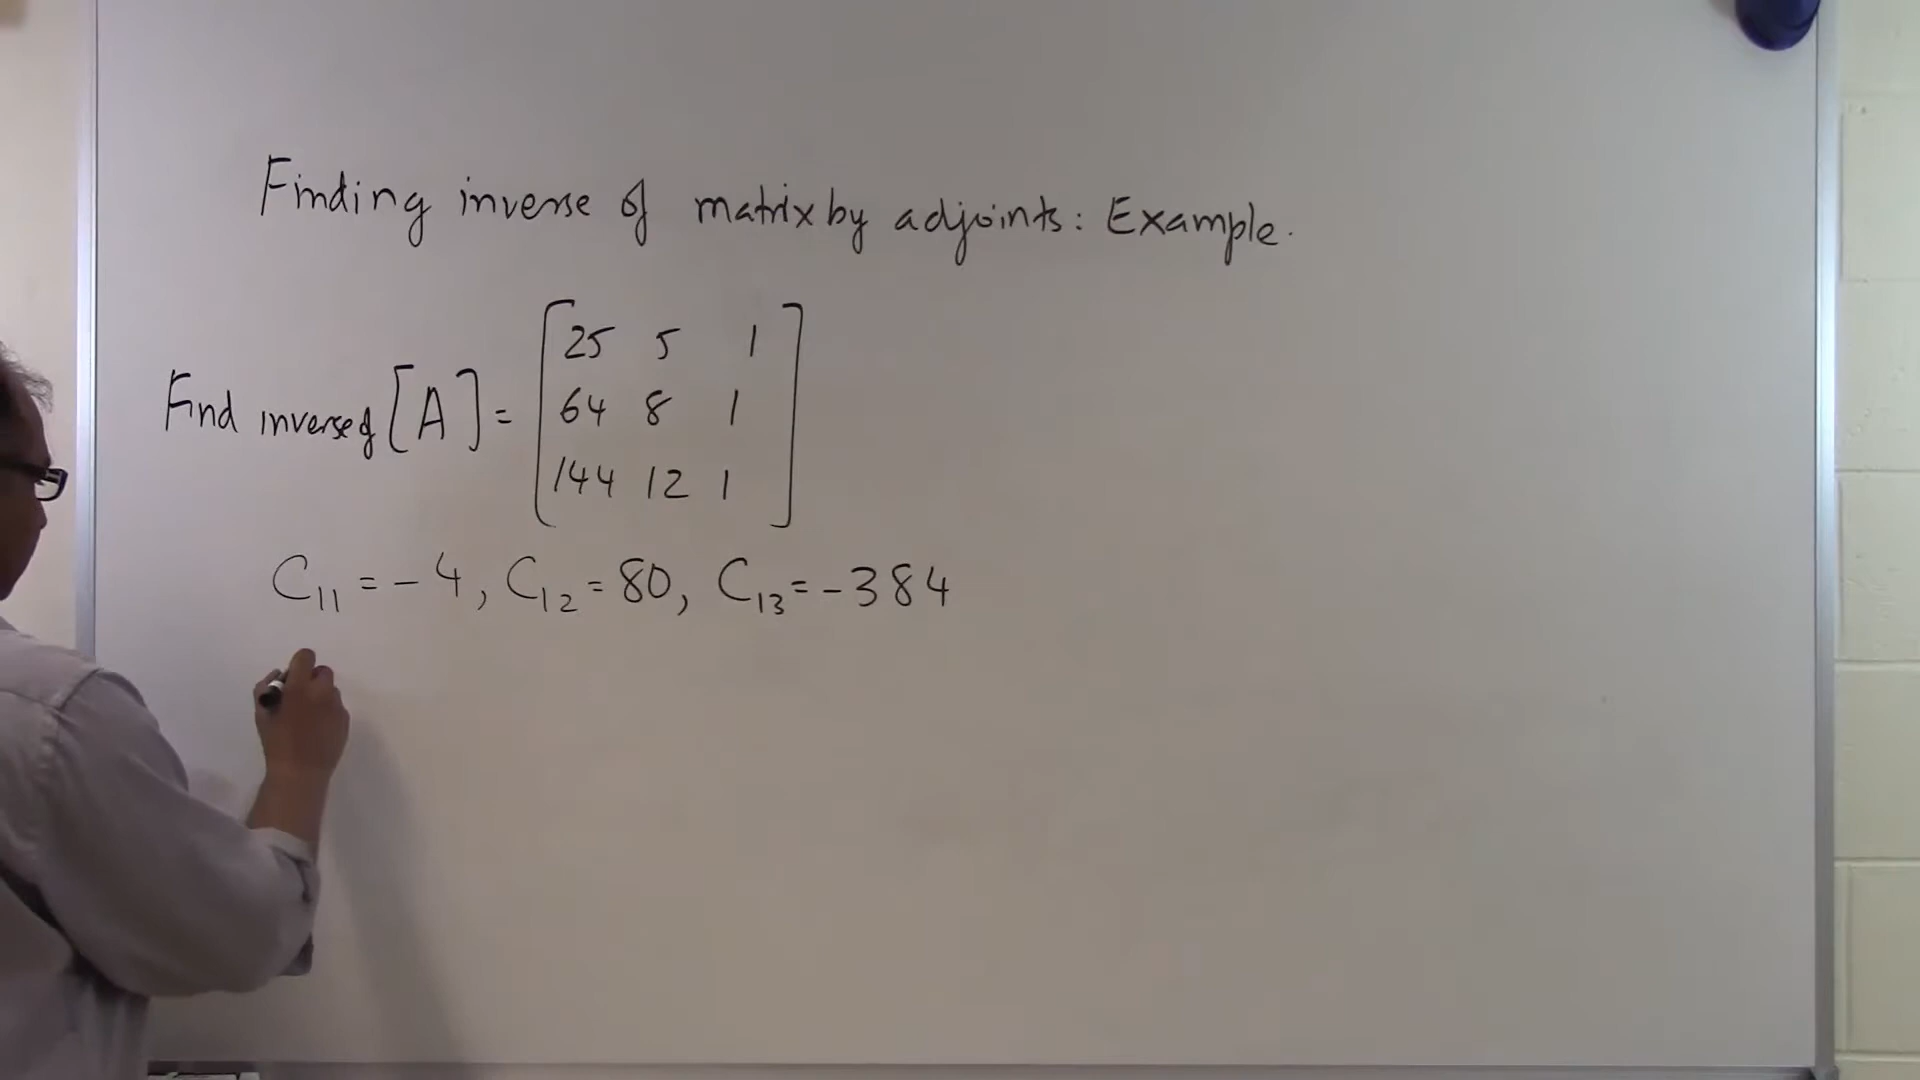 Finding inverse of matrix by adjoints: Example.
Find inverse of [A] = [25 5 1
64 8 1
144 12 1]
C₁₁ = -4, C₁₂ = 80, C₁₃ = -384